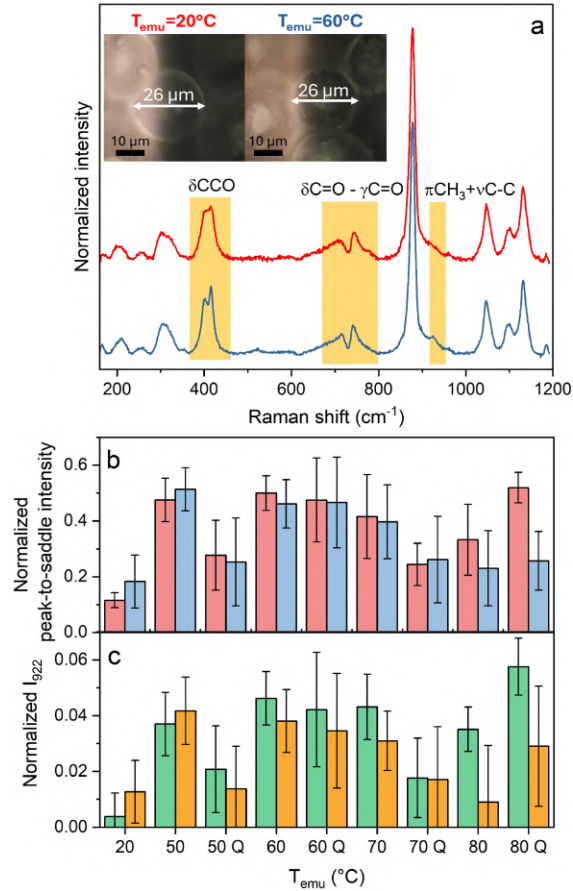 T_emu=20°C T_emu=60°C a
26 μm 26 μm
10 μm 10 μm
δCCO δC=O - γC=O πCH₃+νC-C
Normalized intensity
200 400 600 800 1000 1200
Raman shift (cm⁻¹)
b
Normalized
peak-to-saddle intensity
0.6
0.4
0.2
0.0
c
Normalized I₉₂₂
0.06
0.04
0.02
0.00
20 50 50 Q 60 60 Q 70 70 Q 80 80 Q
T_emu (°C)